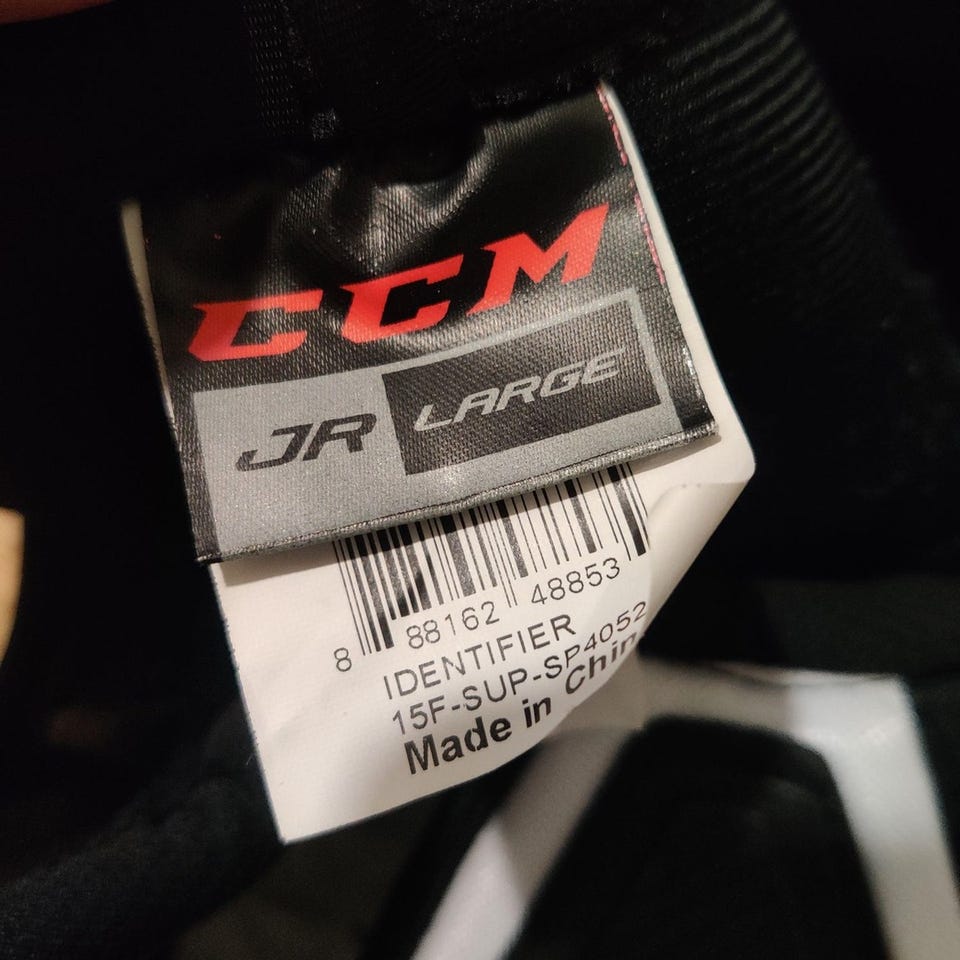 CCM
JR LARGE
8 88162 48853
IDENTIFIER
15F-SUP-SP4052
Made in Chin